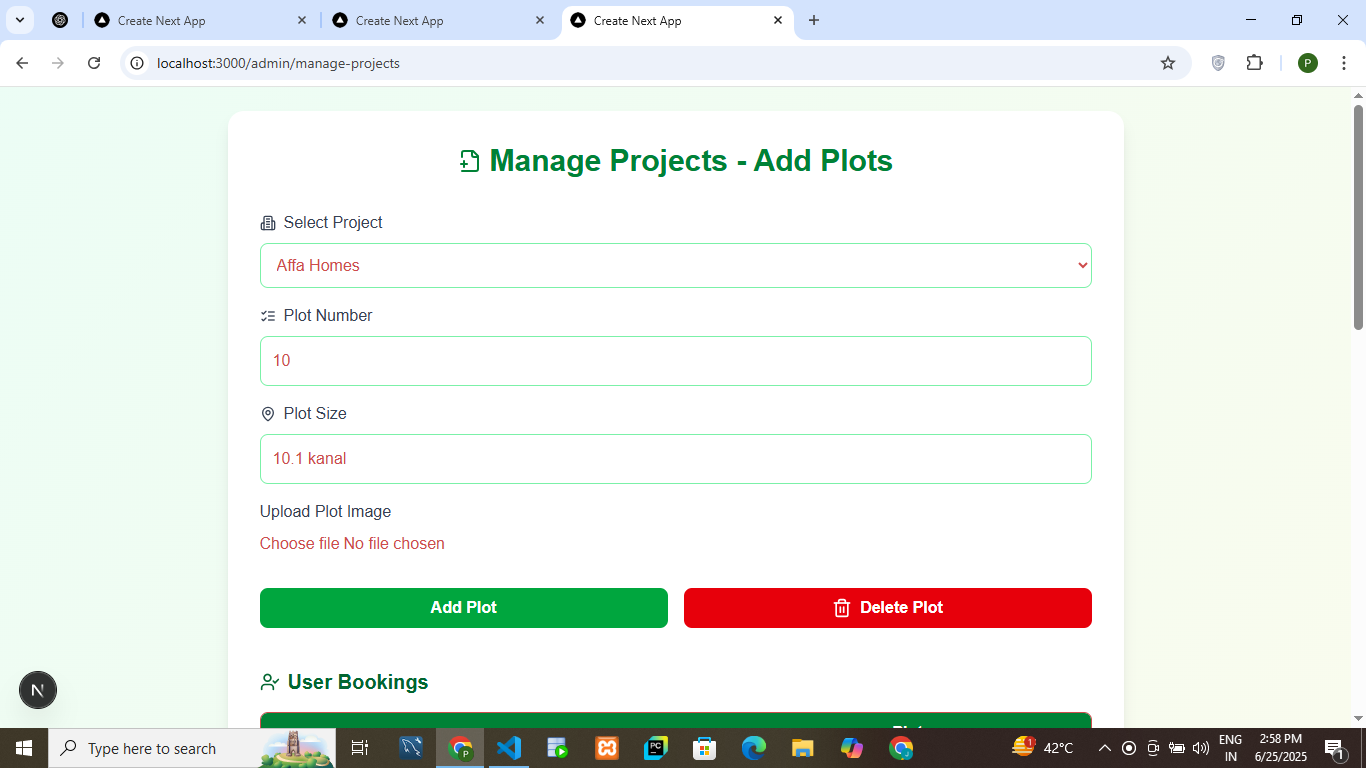 Create Next App
Create Next App
Create Next App
localhost:3000/admin/manage-projects
P
Manage Projects - Add Plots
Select Project
Affa Homes
Plot Number
10
Plot Size
10.1 kanal
Upload Plot Image
Choose file No file chosen
Add Plot
Delete Plot
User Bookings
N
Type here to search
PC
1
42°C
ENG
IN
2:58 PM
6/25/2025
1